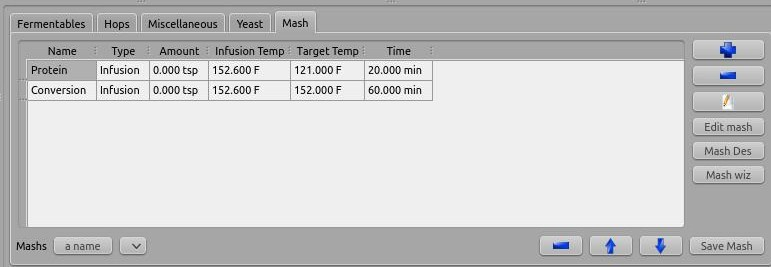 Fermentables Hops Miscellaneous Yeast Mash
Name Type Amount Infusion Temp Target Temp Time
Protein Infusion 0.000 tsp 152.600 F 121.000 F 20.000 min
Conversion Infusion 0.000 tsp 152.600 F 152.000 F 60.000 min
Edit mash
Mash Des
Mash wiz
Mashs a name Save Mash